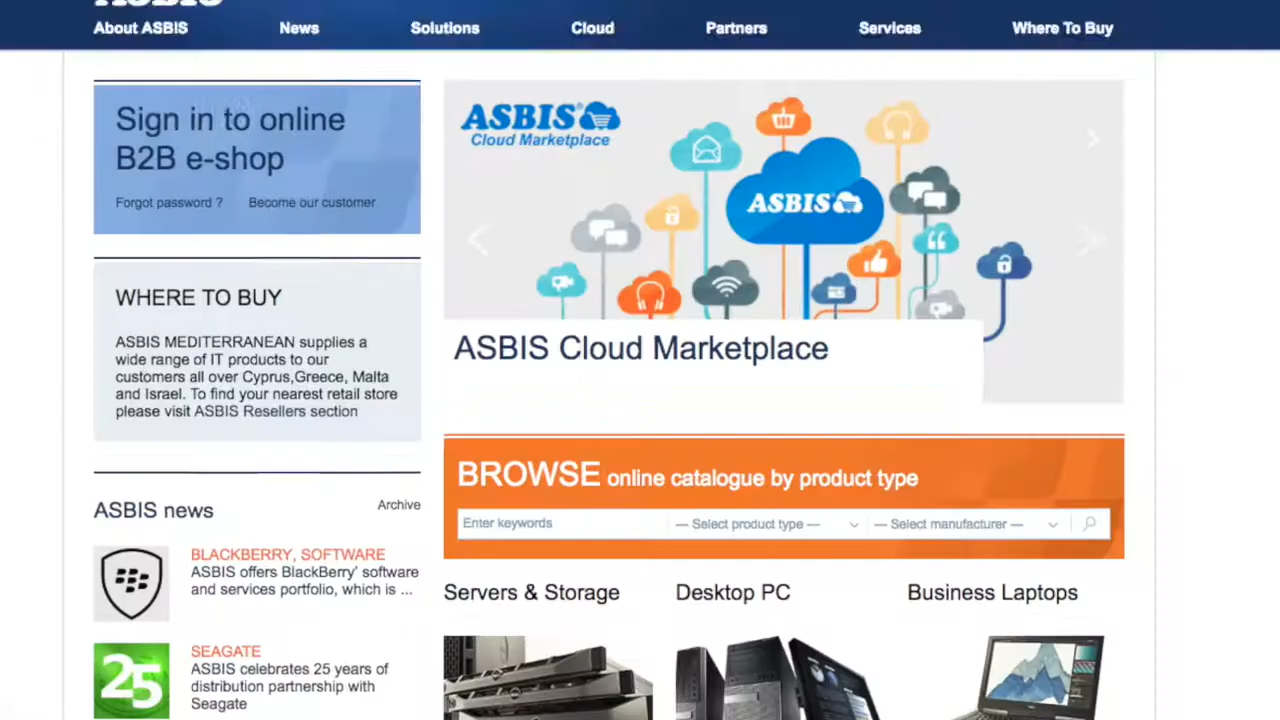 ASBIS
About ASBIS
News
Solutions
Cloud
Partners
Services
Where To Buy
Sign in to online
B2B e-shop
Forgot password ?
Become our customer
WHERE TO BUY
ASBIS MEDITERRANEAN supplies a
wide range of IT products to our
customers all over Cyprus,Greece, Malta
and Israel. To find your nearest retail store
please visit ASBIS Resellers section
ASBIS news
Archive
BLACKBERRY, SOFTWARE
ASBIS offers BlackBerry’ software
and services portfolio, which is ...
25
SEAGATE
ASBIS celebrates 25 years of
distribution partnership with
Seagate
ASBIS®
Cloud Marketplace
ASBIS
ASBIS Cloud Marketplace
BROWSE online catalogue by product type
Enter keywords
— Select product type —
— Select manufacturer —
Servers & Storage
Desktop PC
Business Laptops